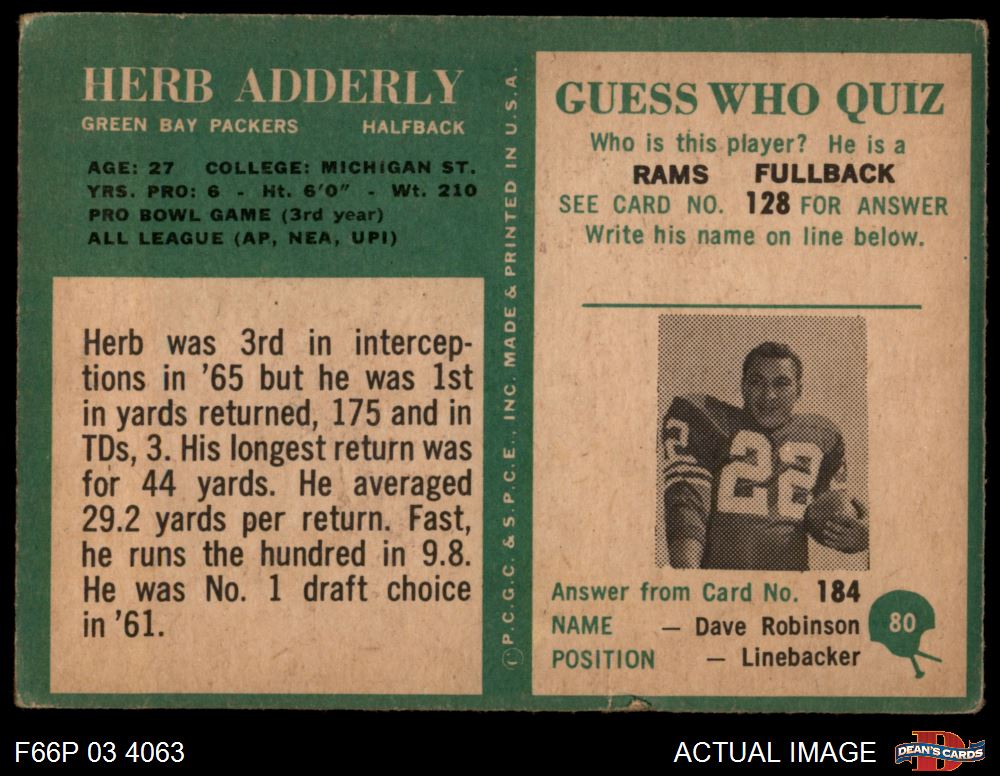 HERB ADDERLY
GREEN BAY PACKERS HALFBACK
AGE: 27 COLLEGE: MICHIGAN ST.
YRS. PRO: 6 - Ht. 6'0" - Wt. 210
PRO BOWL GAME (3rd year)
ALL LEAGUE (AP, NEA, UPI)
Herb was 3rd in intercep-
tions in '65 but he was 1st
in yards returned, 175 and in
TDs, 3. His longest return was
for 44 yards. He averaged
29.2 yards per return. Fast,
he runs the hundred in 9.8.
He was No. 1 draft choice
in '61.
©P.C.G.C. & S.P.C.E., INC. MADE & PRINTED IN U.S.A.
GUESS WHO QUIZ
Who is this player? He is a
RAMS FULLBACK
SEE CARD NO. 128 FOR ANSWER
Write his name on line below.
22
2
Answer from Card No. 184
NAME — Dave Robinson
POSITION — Linebacker
80
F66P 03 4063
ACTUAL IMAGE
DEAN'S CARDS